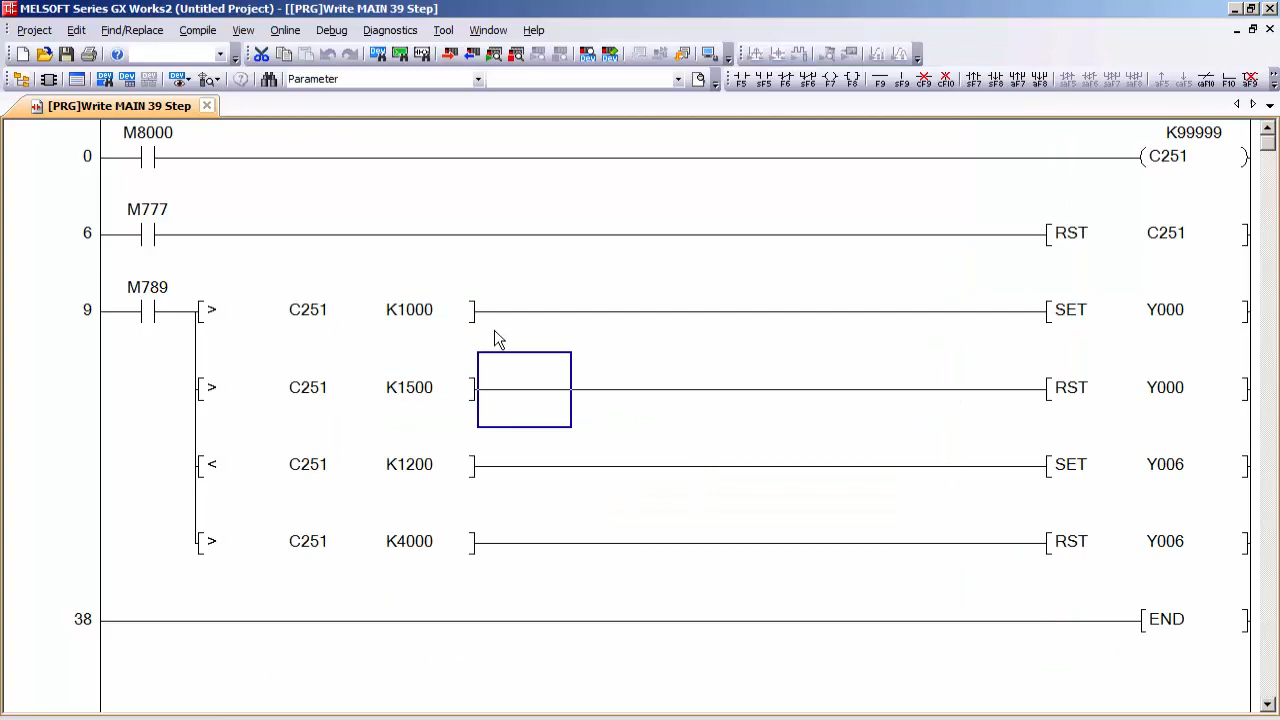 MELSOFT Series GX Works2 (Untitled Project) - [[PRG]Write MAIN 39 Step]
Project Edit Find/Replace Compile View Online Debug Diagnostics Tool Window Help
Parameter
[PRG]Write MAIN 39 Step
M8000 K99999
0 C251
M777
6 RST C251
M789
9 > C251 K1000 SET Y000
> C251 K1500 RST Y000
< C251 K1200 SET Y006
> C251 K4000 RST Y006
38 END